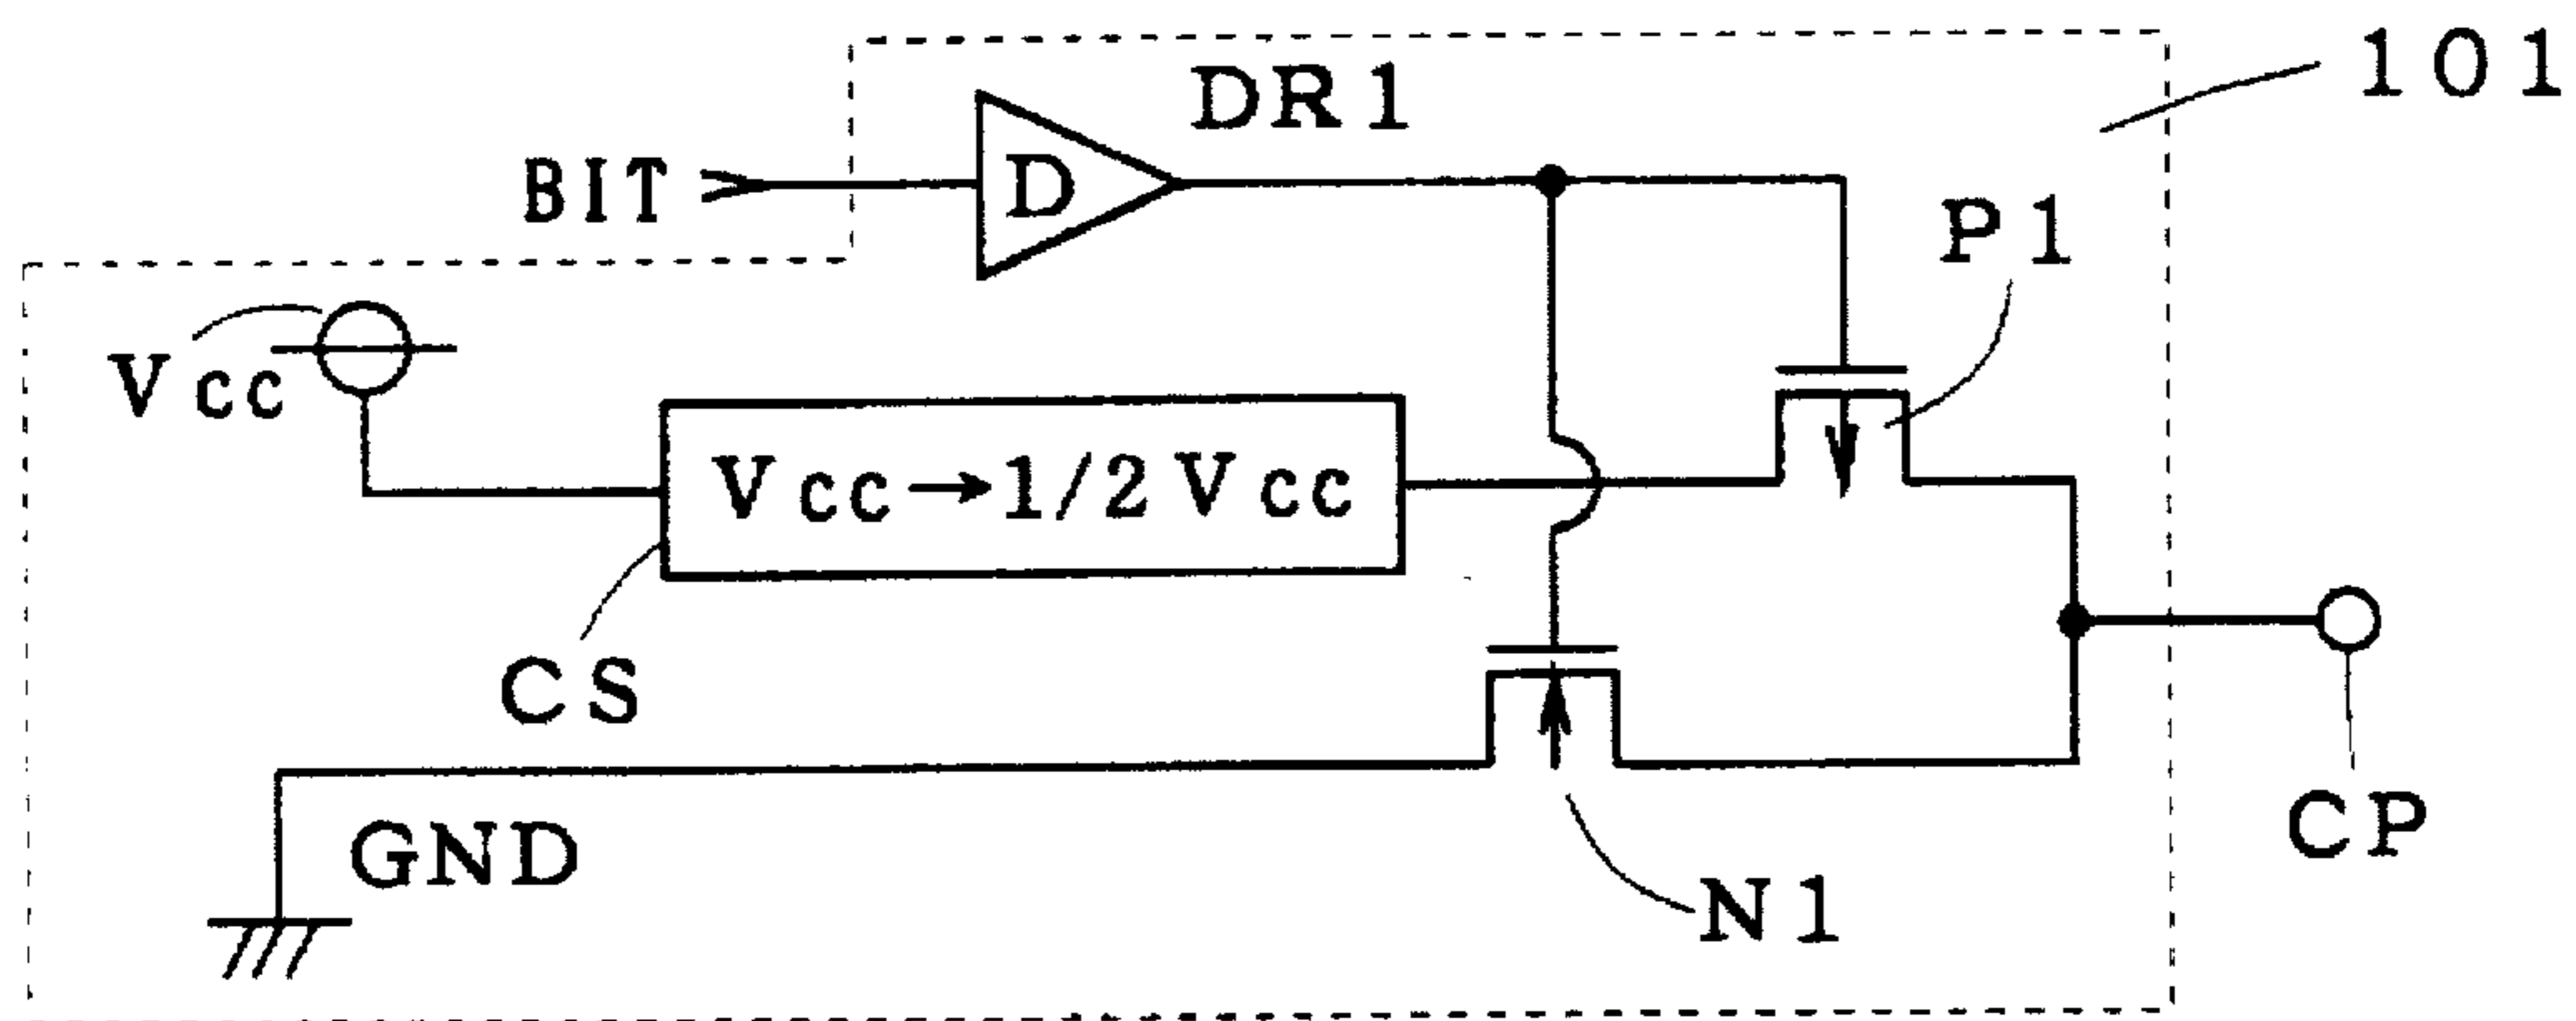 101
DR1
BIT
D
P1
Vcc
Vcc→1/2Vcc
CS
CP
GND
N1